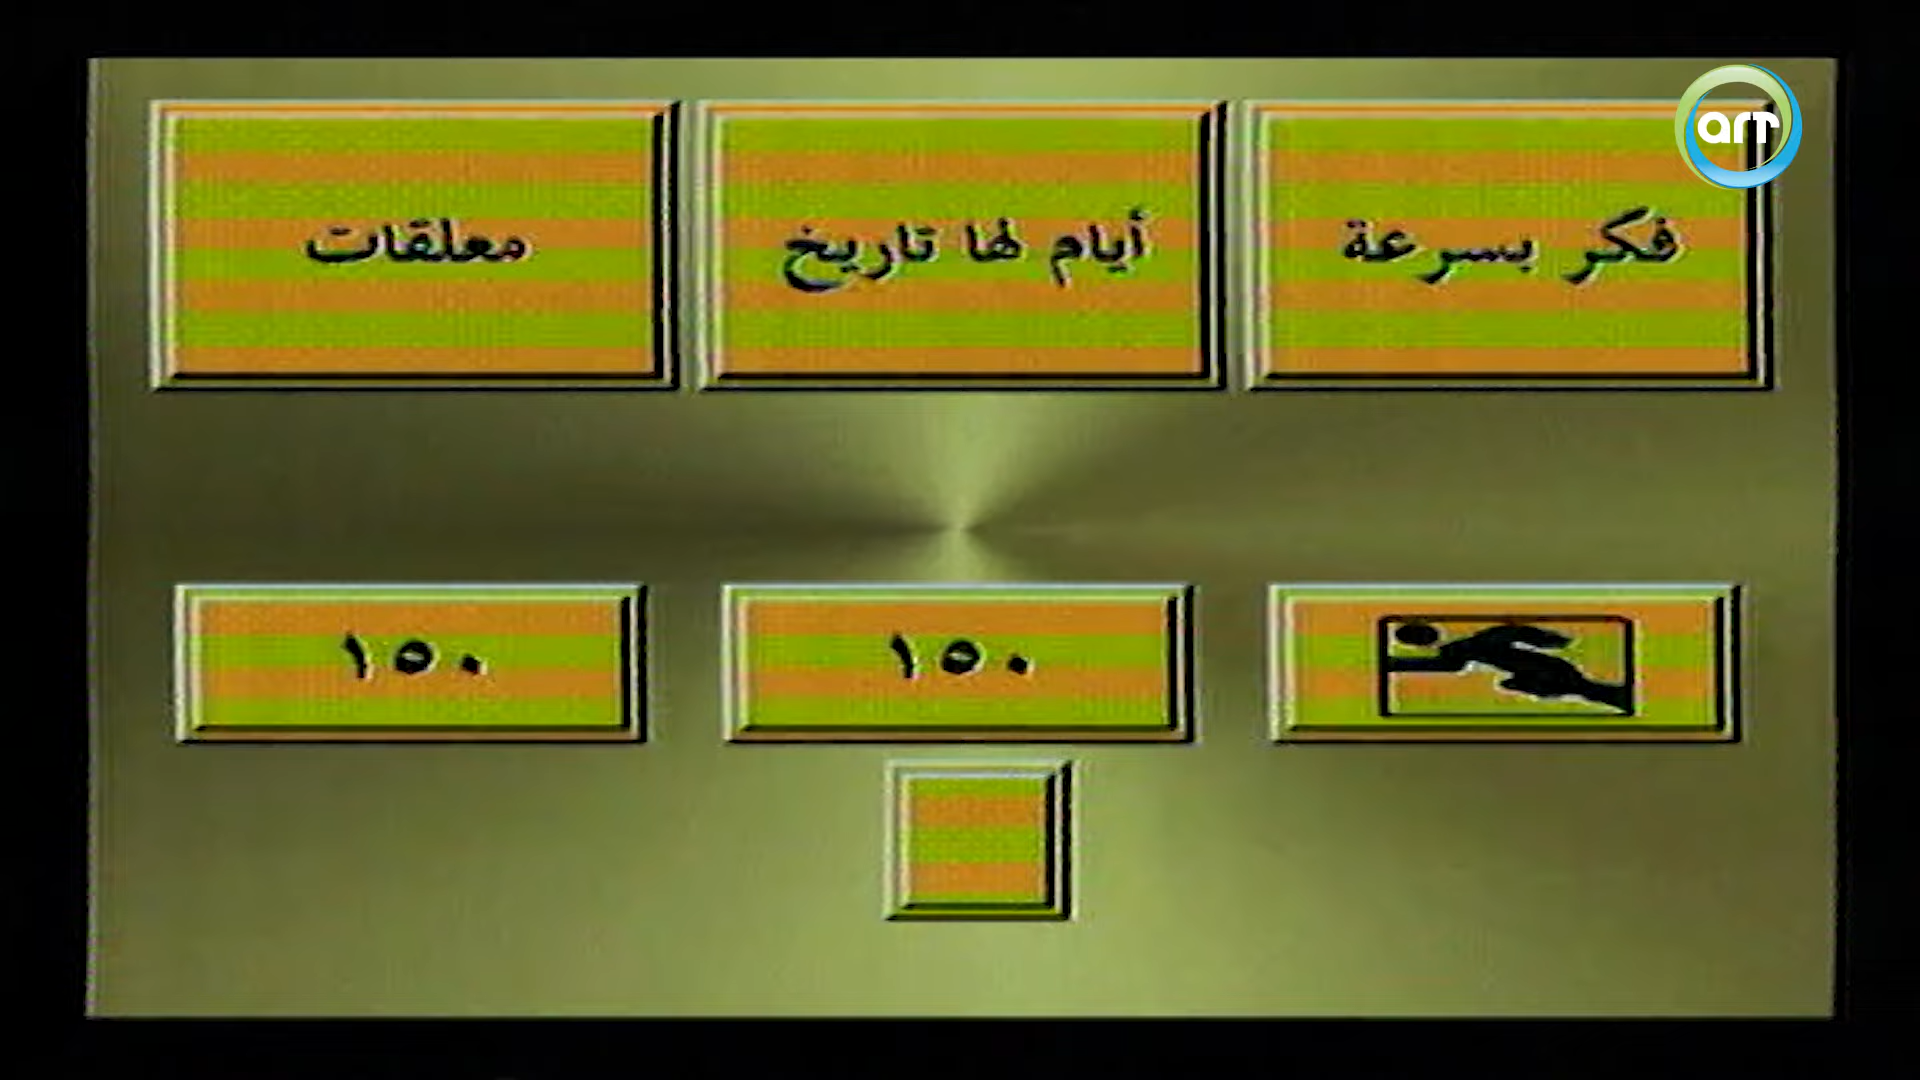 art
فكر بسرعة
أيام لها تاريخ
معلقات
١٥٠
١٥٠